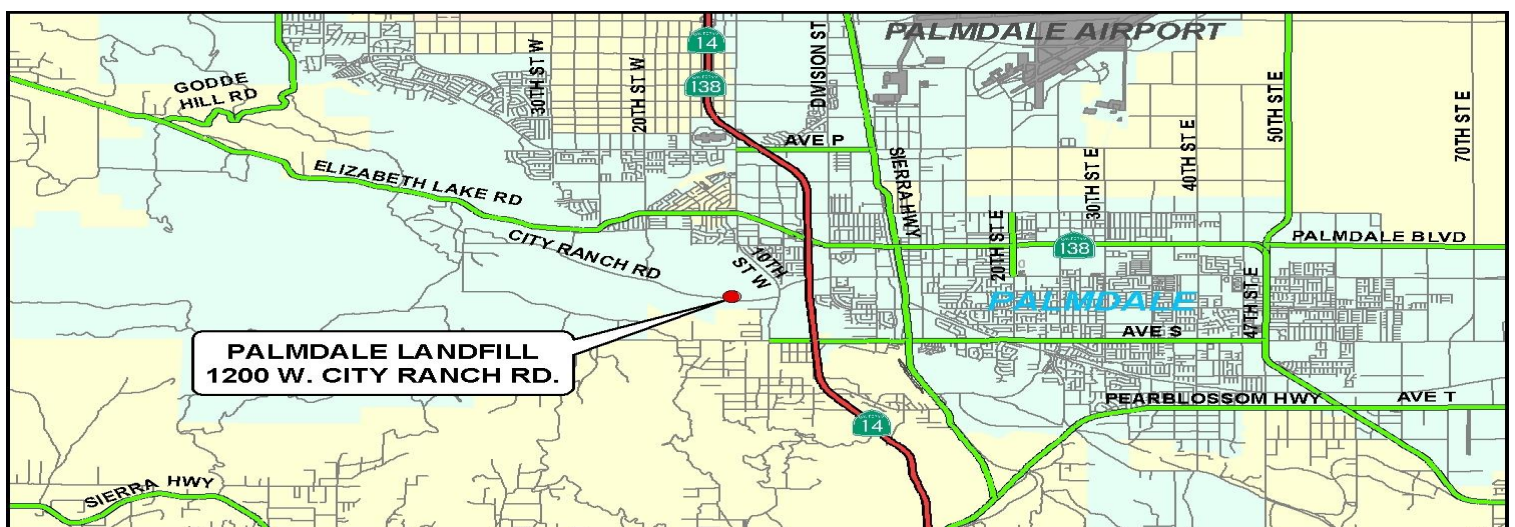 PALMDALE AIRPORT
14
138
GODDE
HILL RD
30TH ST W
20TH ST W
DIVISION ST
AVE P
SIERRA HWY
50TH ST E
40TH ST E
30TH ST E
70TH ST E
ELIZABETH LAKE RD
CITY RANCH RD
10TH
ST W
20TH ST E
138
PALMDALE BLVD
PALMDALE
47TH ST E
AVE S
PALMDALE LANDFILL
1200 W. CITY RANCH RD.
PEARBLOSSOM HWY
AVE T
14
SIERRA HWY